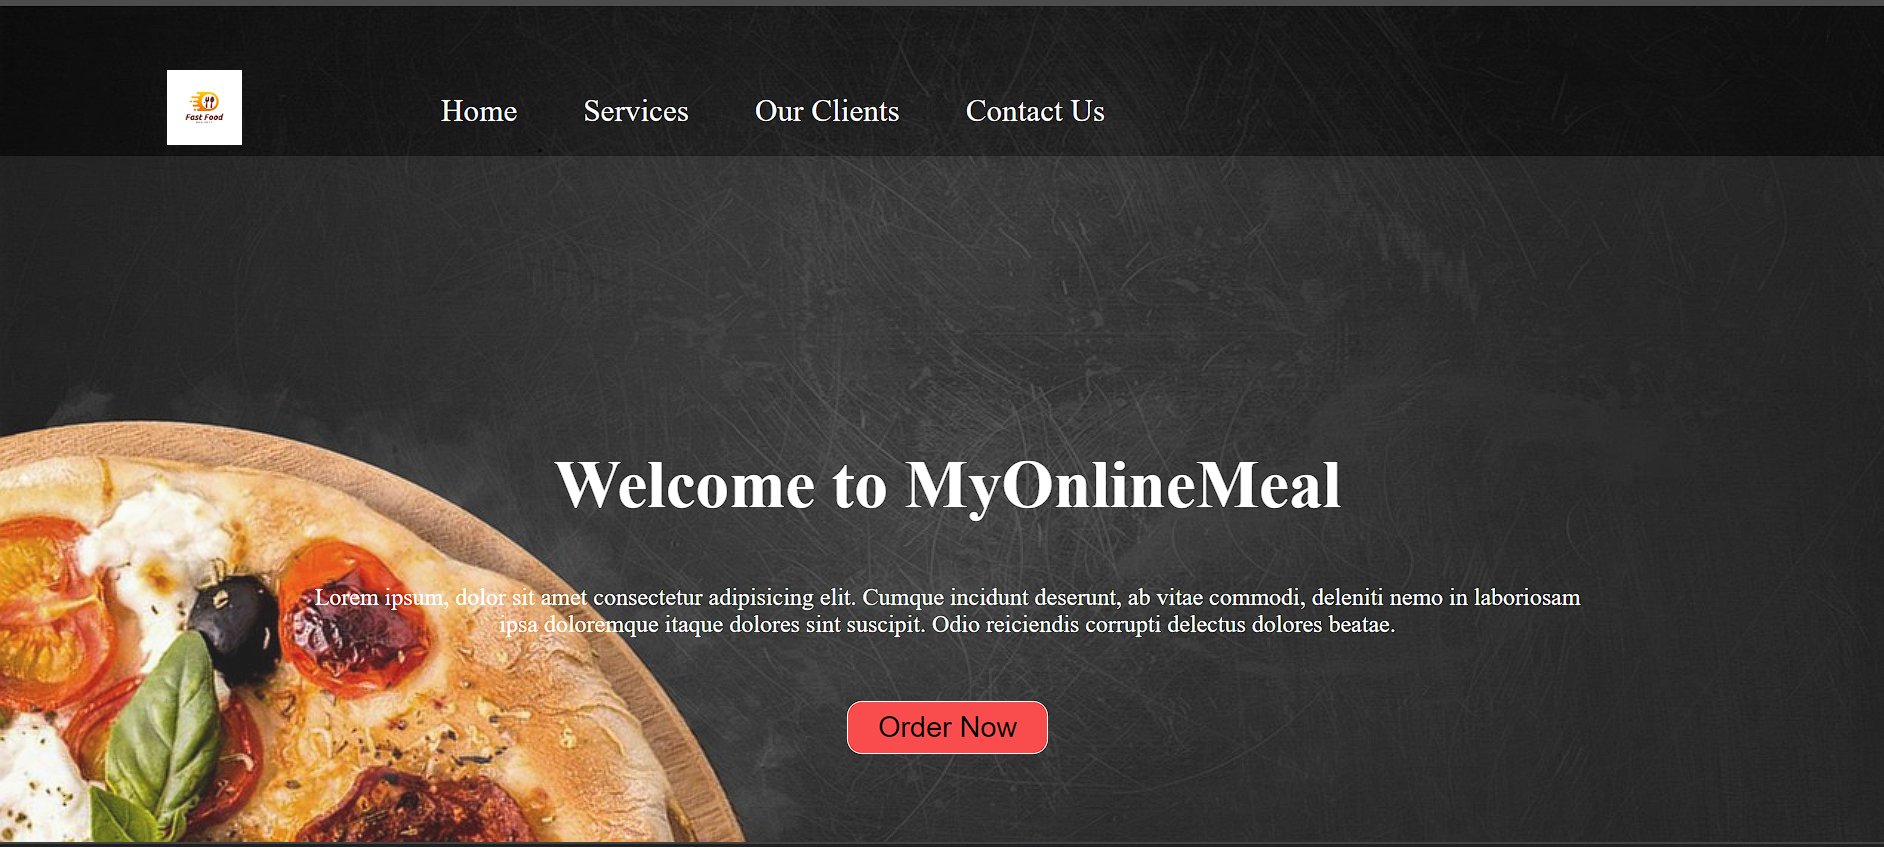 Fast Food
Home
Services
Our Clients
Contact Us
Welcome to MyOnlineMeal
Lorem ipsum, dolor sit amet consectetur adipisicing elit. Cumque incidunt deserunt, ab vitae commodi, deleniti nemo in laboriosam
ipsa doloremque itaque dolores sint suscipit. Odio reiciendis corrupti delectus dolores beatae.
Order Now